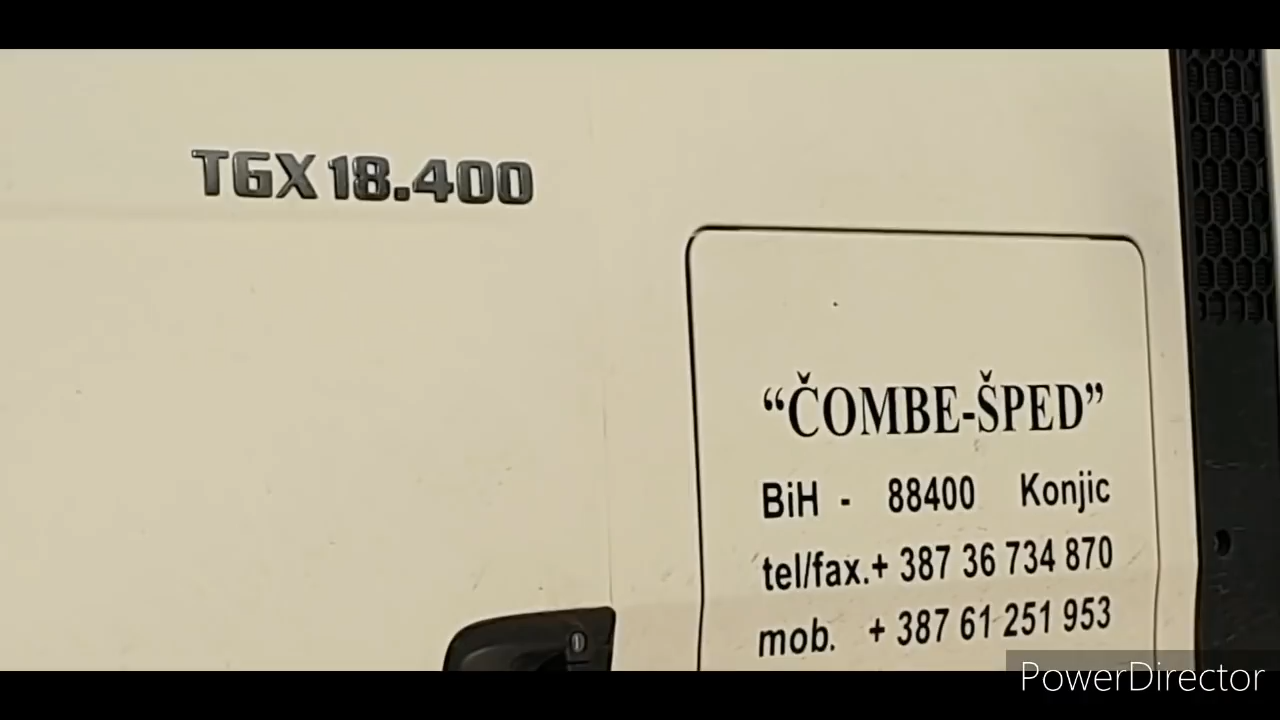 TGX 18.400
“ČOMBE-ŠPED”
BiH - 88400 Konjic
tel/fax.+ 387 36 734 870
mob. + 387 61 251 953
PowerDirector